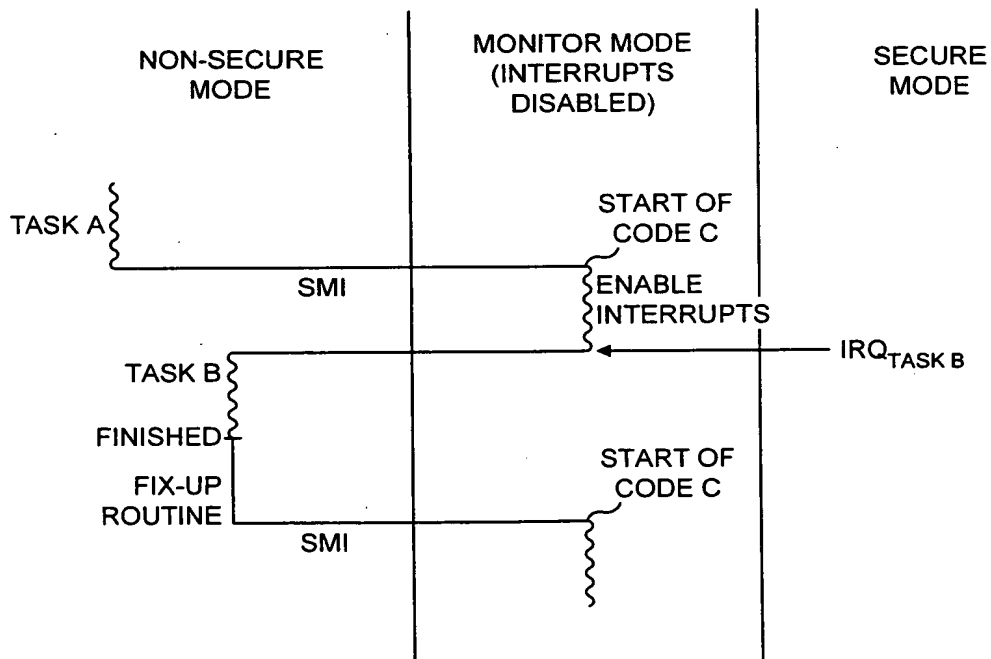 NON-SECURE
MODE
MONITOR MODE
(INTERRUPTS
DISABLED)
SECURE
MODE
TASK A
START OF
CODE C
SMI
ENABLE
INTERRUPTS
IRQTASK B
TASK B
FINISHED
FIX-UP
ROUTINE
START OF
CODE C
SMI